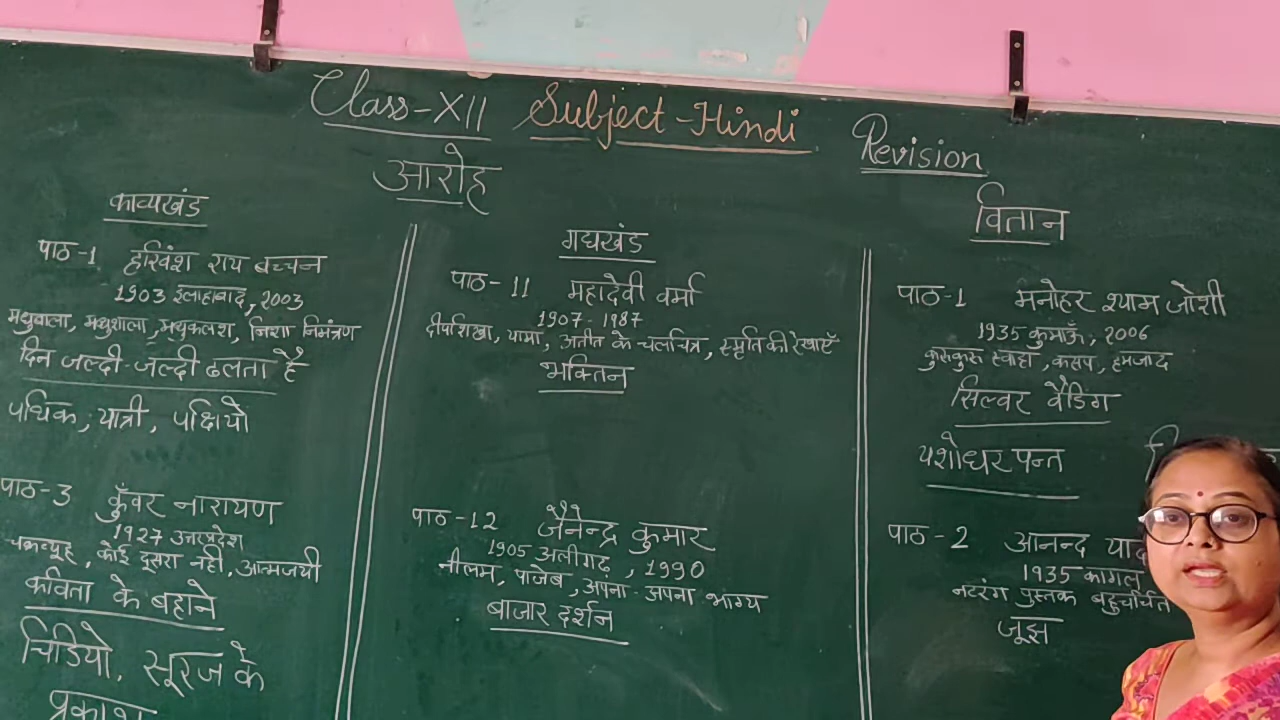 Class-XII Subject-Hindi Revision
आरोह
काव्यखंड
पाठ-1 हरिवंश राय बच्चन
1903 इलाहाबाद, 2003
मधुबाला, मधुशाला, मधुकलश, निशा निमंत्रण
दिन जल्दी-जल्दी ढलता है
पथिक, यात्री, पक्षियो
पाठ-3 कुँवर नारायण
1927 उत्तरप्रदेश
चक्रव्यूह, कोई दूसरा नही, आत्मजयी
कविता के बहाने
चिडियो, सूरज के
प्रकाश
गद्यखंड
पाठ-11 महादेवी वर्मा
1907-1987
दीपशिखा, यामा, अतीत के चलचित्र, स्मृति की रेखाएँ
भक्तिन
पाठ-12 जैनेन्द्र कुमार
1905 अलीगढ, 1990
नीलम, पाजेब, अपना-अपना भाग्य
बाजार दर्शन
वितान
पाठ-1 मनोहर श्याम जोशी
1935 कुमाऊँ, 2006
कुरुकुरु स्वाहा, कसप, हमजाद
सिल्वर वैडिंग
यशोधर पन्त
पाठ-2 आनन्द
1935 कागल
नटरंग पुस्तक बहुचर्चित
जूझ